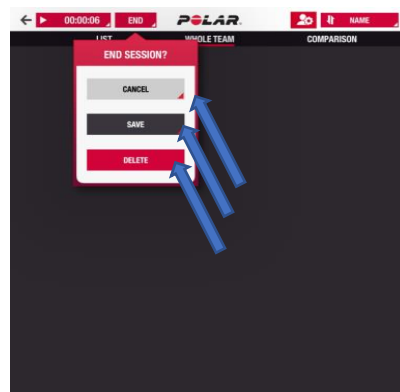 00:00:06 END POLAR. NAME
LIST WHOLE TEAM COMPARISON
END SESSION?
CANCEL
SAVE
DELETE